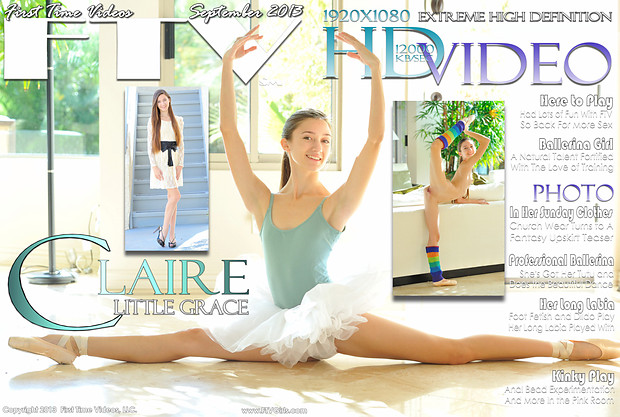 First Time Videos
September 2013
FTV
1920X1080 EXTREME HIGH DEFINITION
HD VIDEO
12000
KB/SEC
Here to Play
Had Lots of Fun With FTV
So Back For More Sex
Ballerina Girl
A Natural Talent Fortified
With The Love of Training
PHOTO
In Her Sunday Clothes
Church Wear Turns to A
Fantasy Upskirt Teaser
Professional Ballerina
She's Got Her Tutu and
Does the Beautiful Dance
CLAIRE
LITTLE GRACE
Her Long Labia
Foot Fetish and Dildo Play
Her Long Labia Played With
Kinky Play
Anal Bead Experimentation
And More in the Pink Room
Copyright 2013 First Time Videos, LLC.
www.FTVGirls.com